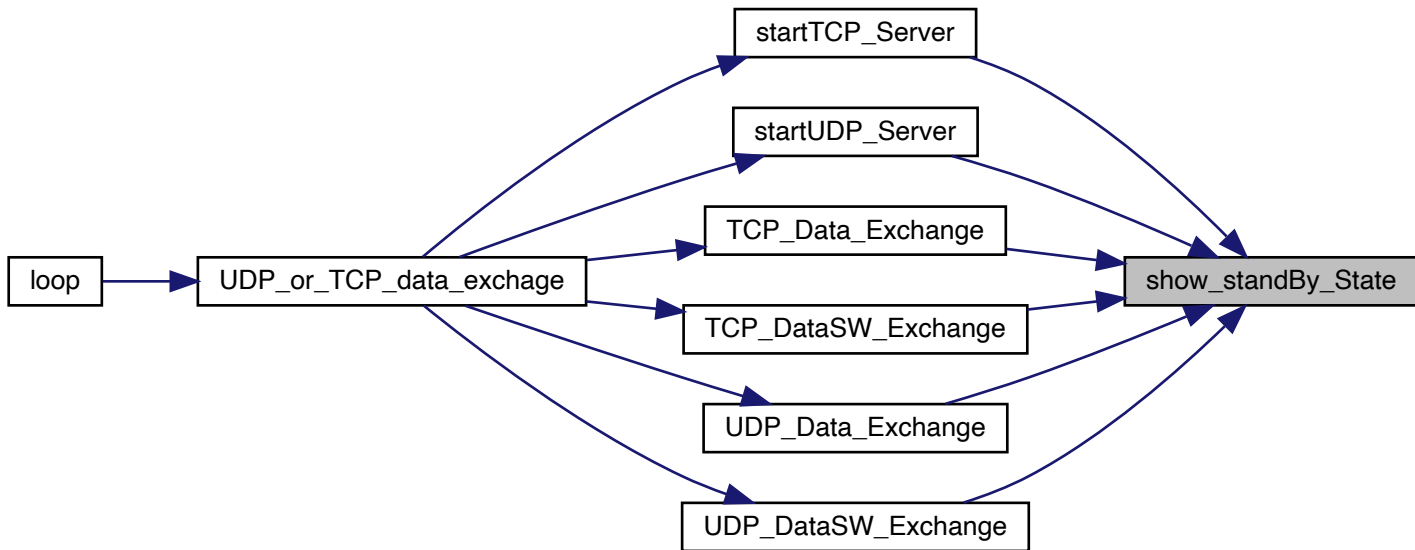 startTCP_Server
startUDP_Server
TCP_Data_Exchange
loop
UDP_or_TCP_data_exchage
show_standBy_State
TCP_DataSW_Exchange
UDP_Data_Exchange
UDP_DataSW_Exchange